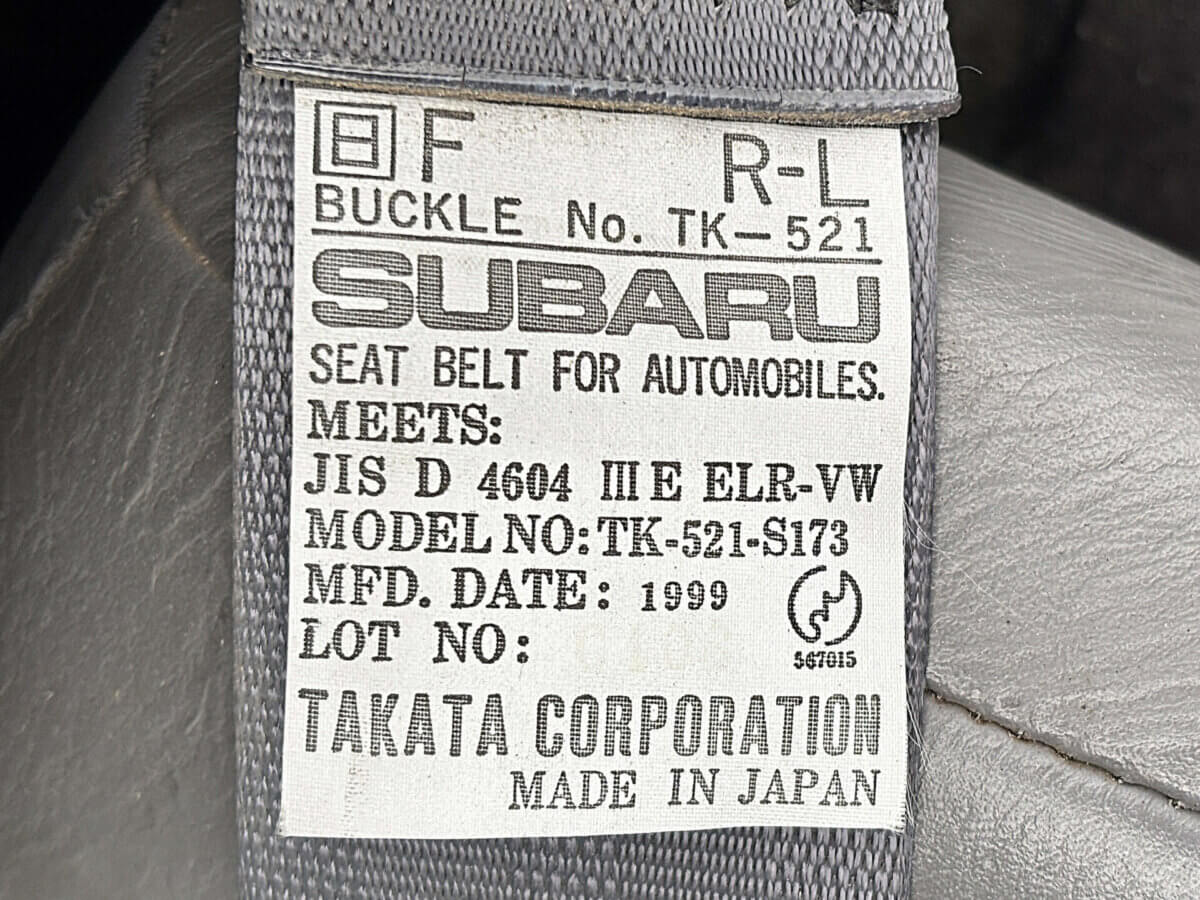 日 F R-L
BUCKLE No. TK-521
SUBARU
SEAT BELT FOR AUTOMOBILES.
MEETS:
JIS D 4604 III E ELR-VW
MODEL NO: TK-521-S173
MFD. DATE: 1999
LOT NO:
567015
TAKATA CORPORATION
MADE IN JAPAN